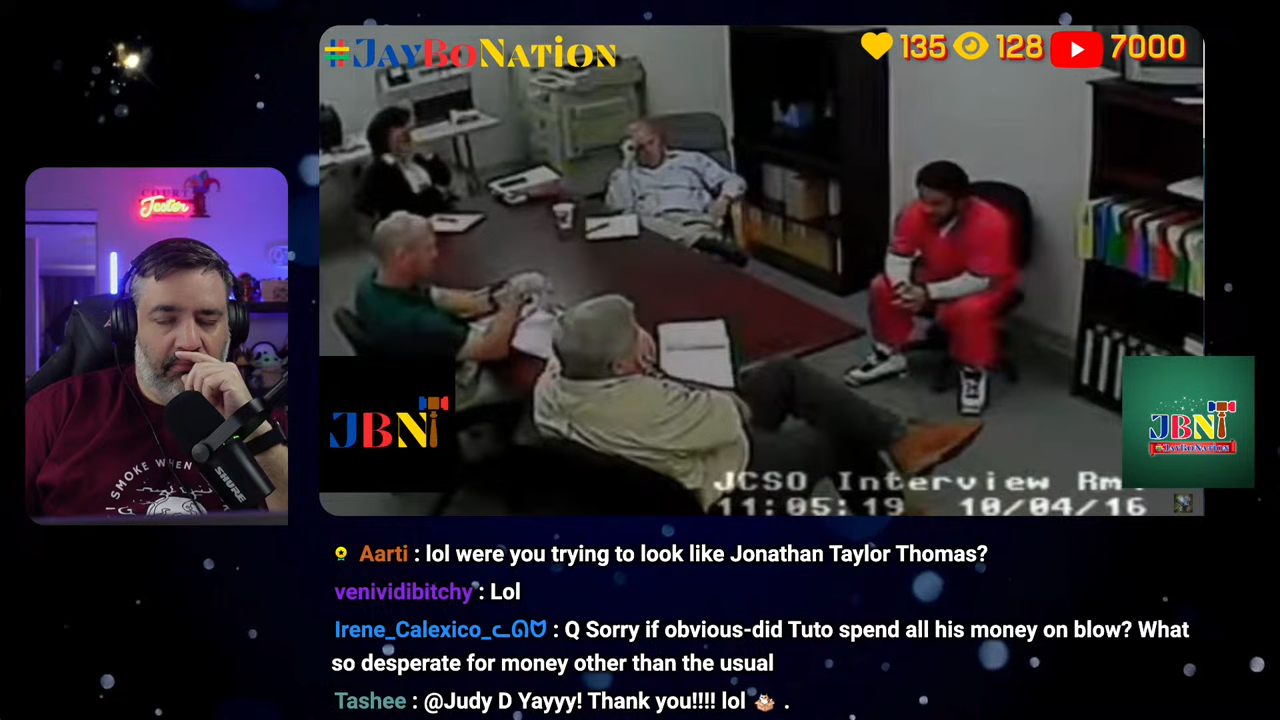 #JAYBONATION
135 128 7000
COURT
Jester
SMOKE WHEN
SHURE
JBN
JBN
#JAYBONATION
JCSO Interview Rm
11:05:19 10/04/16
Aarti : lol were you trying to look like Jonathan Taylor Thomas?
venividibitchy : Lol
Irene_Calexico_ᓚᘏᗢ : Q Sorry if obvious-did Tuto spend all his money on blow? What
so desperate for money other than the usual
Tashee : @Judy D Yayyy! Thank you!!!! lol 🧺 .